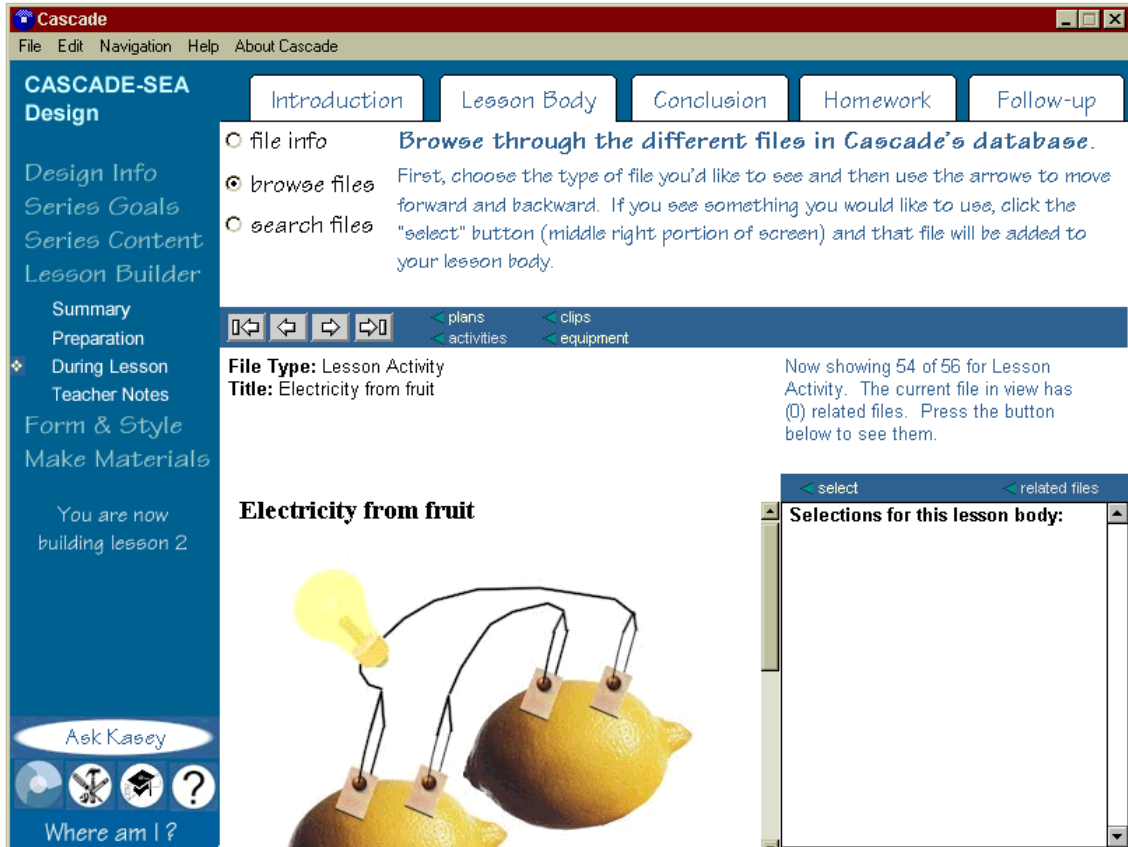 Cascade
File Edit Navigation Help About Cascade
CASCADE-SEA
Design
Introduction
Lesson Body
Conclusion
Homework
Follow-up
Design Info
Series Goals
Series Content
Lesson Builder
Summary
Preparation
During Lesson
Teacher Notes
Form & Style
Make Materials
You are now
building lesson 2
Ask Kasey
?
Where am I ?
file info
browse files
search files
Browse through the different files in Cascade's database.
First, choose the type of file you'd like to see and then use the arrows to move
forward and backward. If you see something you would like to use, click the
"select" button (middle right portion of screen) and that file will be added to
your lesson body.
plans
clips
activities
equipment
File Type: Lesson Activity
Title: Electricity from fruit
Now showing 54 of 56 for Lesson
Activity. The current file in view has
(0) related files. Press the button
below to see them.
select
related files
Electricity from fruit
Selections for this lesson body: